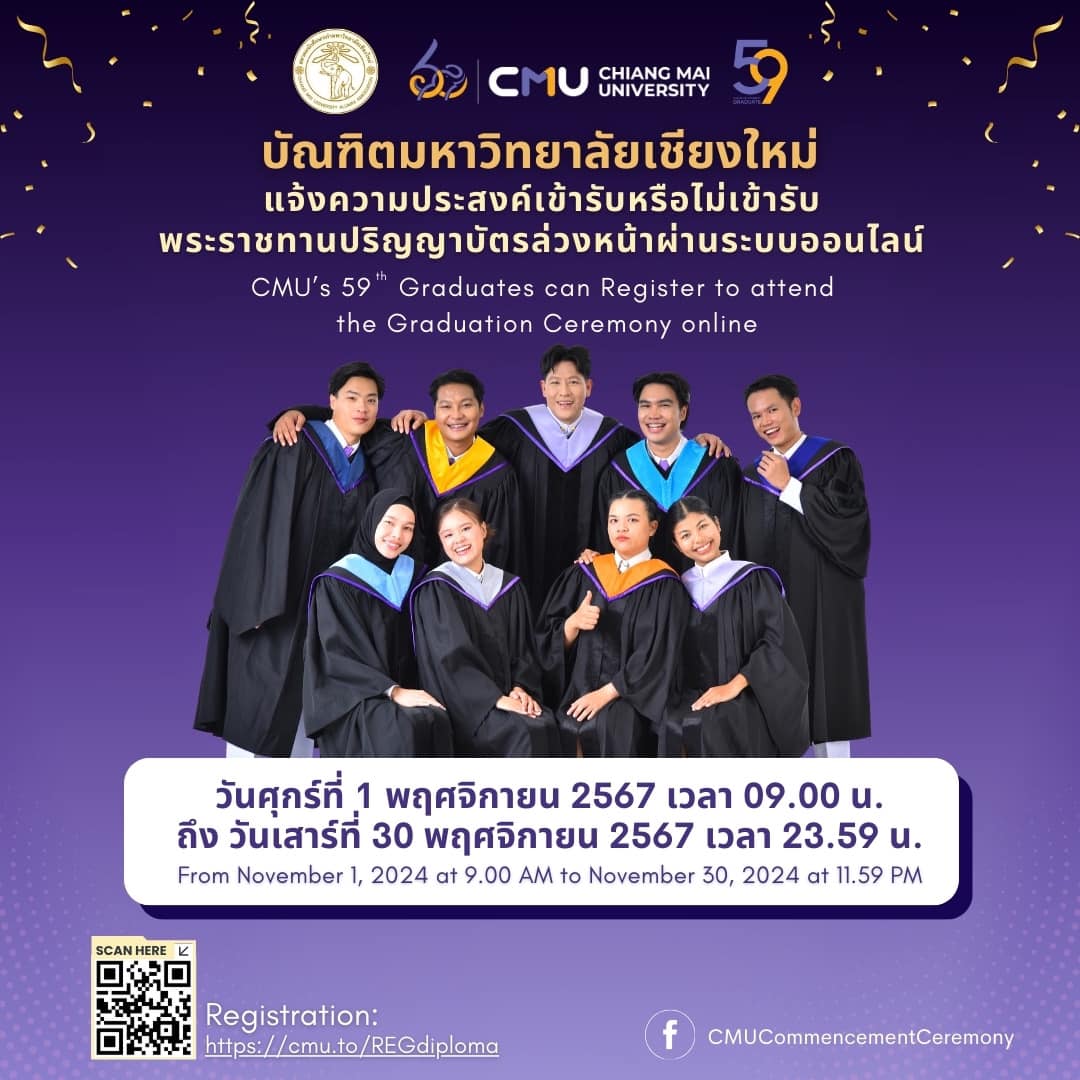 CMU
CHIANG MAI
UNIVERSITY
59
GRADUATE
บัณฑิตมหาวิทยาลัยเชียงใหม่
แจ้งความประสงค์เข้ารับหรือไม่เข้ารับ
พระราชทานปริญญาบัตรล่วงหน้าผ่านระบบออนไลน์
CMU's 59th Graduates can Register to attend
the Graduation Ceremony online
วันศุกร์ที่ 1 พฤศจิกายน 2567 เวลา 09.00 น.
ถึง วันเสาร์ที่ 30 พฤศจิกายน 2567 เวลา 23.59 น.
From November 1, 2024 at 9.00 AM to November 30, 2024 at 11.59 PM
SCAN HERE
Registration:
https://cmu.to/REGdiploma
CMUCommencementCeremony